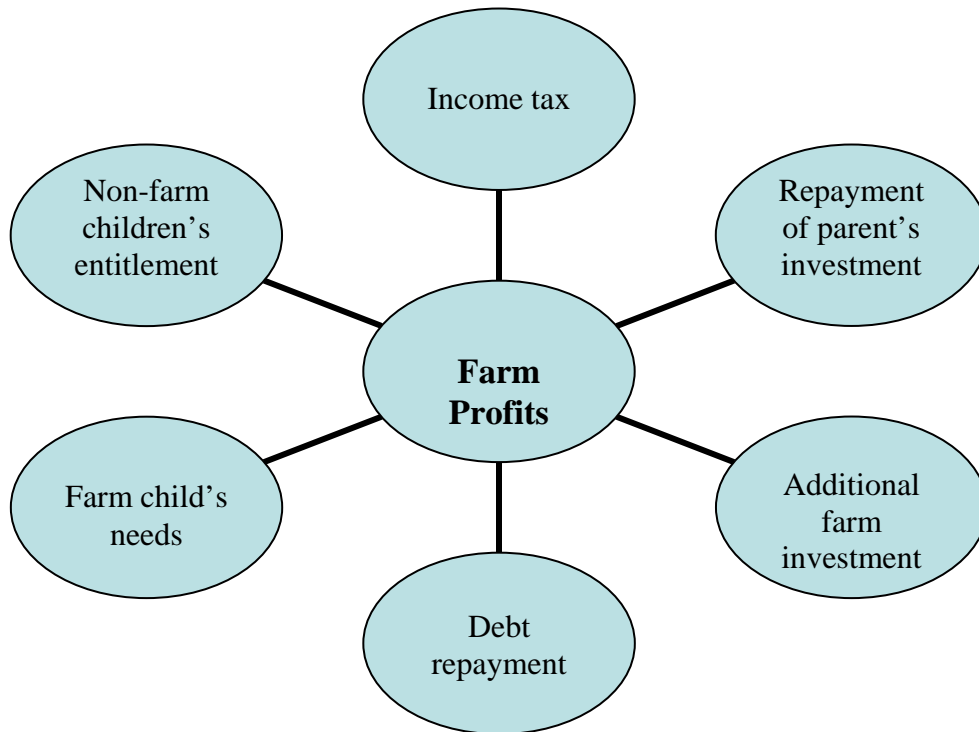 Income tax
Non-farm
children’s
entitlement
Repayment
of parent’s
investment
Farm
Profits
Farm child’s
needs
Additional
farm
investment
Debt
repayment